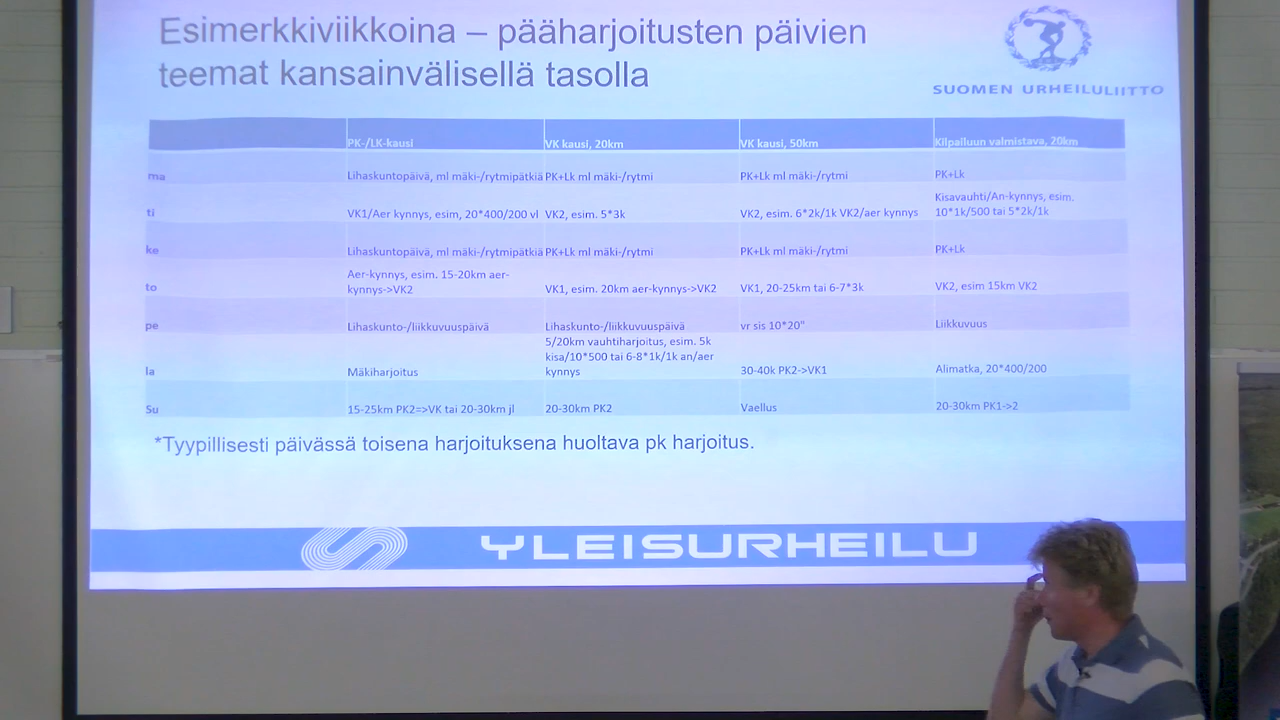 Esimerkkiviikkoina – pääharjoitusten päivien
teemat kansainvälisellä tasolla
SUOMEN URHEILULIITTO
PK-/LK-kausi VK kausi, 20km VK kausi, 50km Kilpailuun valmistava, 20km
ma Lihaskuntopäivä, ml mäki-/rytmipätkiä PK+Lk ml mäki-/rytmi PK+Lk ml mäki-/rytmi PK+Lk
ti VK1/Aer kynnys, esim, 20*400/200 vl VK2, esim. 5*3k VK2, esim. 6*2k/1k VK2/aer kynnys Kisavauhti/An-kynnys, esim.
10*1k/500 tai 5*2k/1k
ke Lihaskuntopäivä, ml mäki-/rytmipätkiä PK+Lk ml mäki-/rytmi PK+Lk ml mäki-/rytmi PK+Lk
to Aer-kynnys, esim. 15-20km aer-
kynnys->VK2 VK1, esim. 20km aer-kynnys->VK2 VK1, 20-25km tai 6-7*3k VK2, esim 15km VK2
pe Lihaskunto-/liikkuvuuspäivä Lihaskunto-/liikkuvuuspäivä vr sis 10*20" Liikkuvuus
la Mäkiharjoitus 5/20km vauhtiharjoitus, esim. 5k
kisa/10*500 tai 6-8*1k/1k an/aer
kynnys 30-40k PK2->VK1 Alimatka, 20*400/200
Su 15-25km PK2=>VK tai 20-30km jl 20-30km PK2 Vaellus 20-30km PK1->2
*Tyypillisesti päivässä toisena harjoituksena huoltava pk harjoitus.
YLEISURHEILU